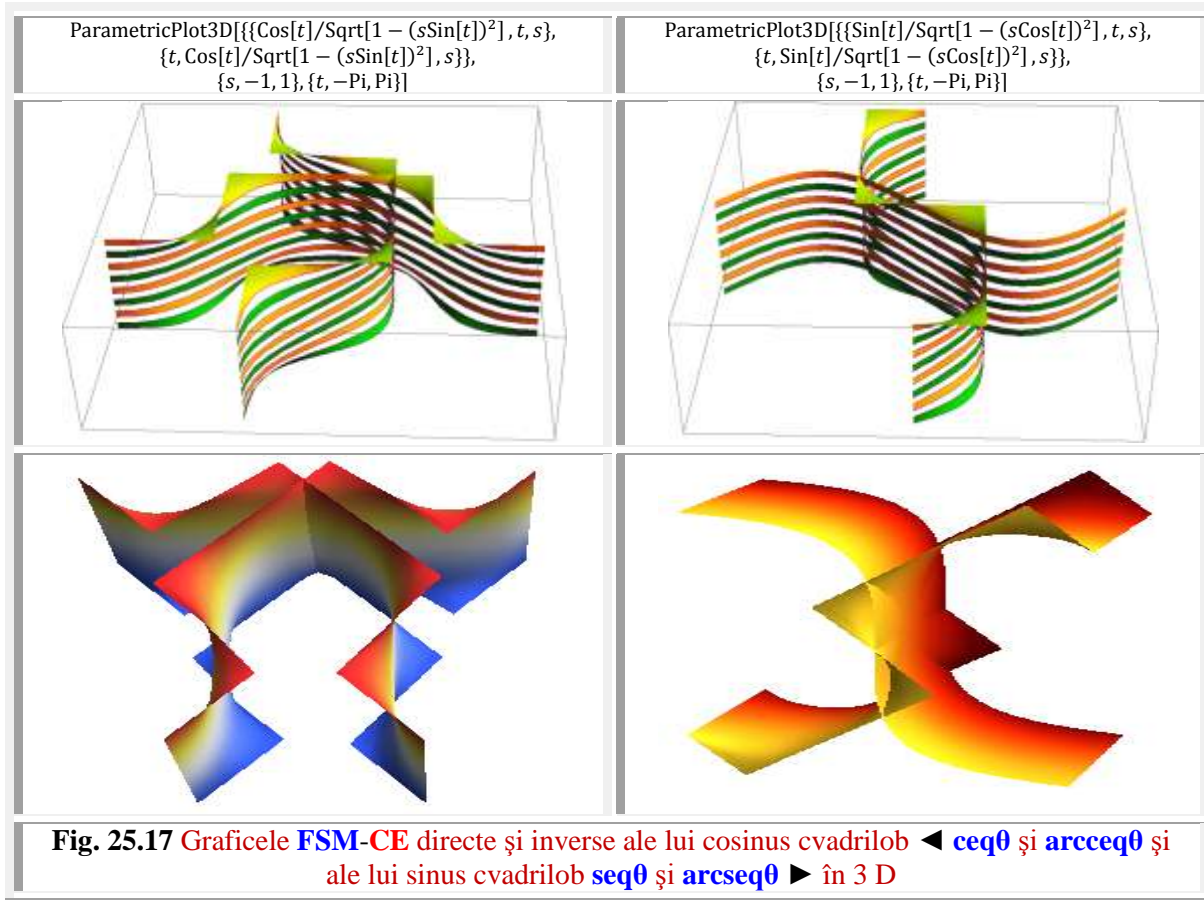 ParametricPlot3D[{{Cos[t]/Sqrt[1 − (sSin[t])²], t, s},
{t, Cos[t]/Sqrt[1 − (sSin[t])²], s}},
{s, −1, 1}, {t, −Pi, Pi}]
ParametricPlot3D[{{Sin[t]/Sqrt[1 − (sCos[t])²], t, s},
{t, Sin[t]/Sqrt[1 − (sCos[t])²], s}},
{s, −1, 1}, {t, −Pi, Pi}]
Fig. 25.17 Graficele FSM-CE directe şi inverse ale lui cosinus cvadrilob ◄ ceqθ şi arcceqθ şi
ale lui sinus cvadrilob seqθ şi arcseqθ ► în 3 D